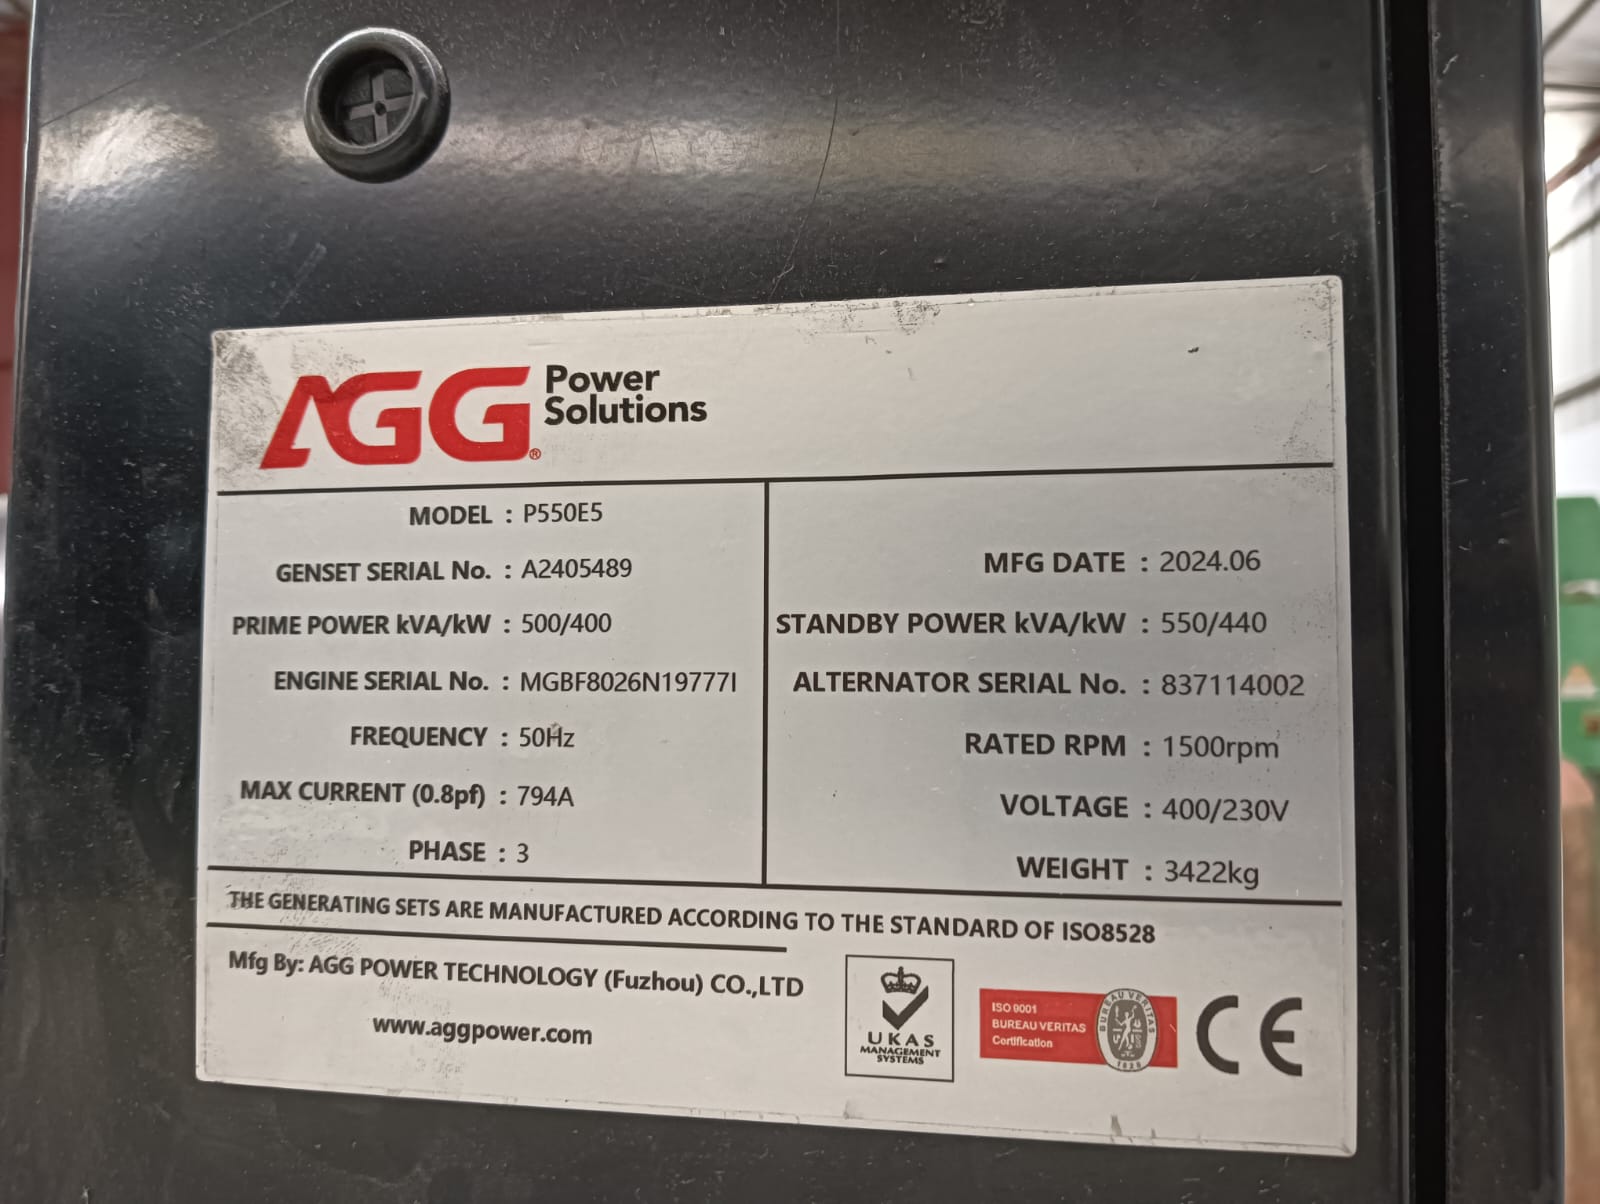 AGG® Power Solutions
MODEL : P550E5
GENSET SERIAL No. : A2405489
MFG DATE : 2024.06
PRIME POWER kVA/kW : 500/400
STANDBY POWER kVA/kW : 550/440
ENGINE SERIAL No. : MGBF8026N19777I
ALTERNATOR SERIAL No. : 837114002
FREQUENCY : 50Hz
RATED RPM : 1500rpm
MAX CURRENT (0.8pf) : 794A
VOLTAGE : 400/230V
PHASE : 3
WEIGHT : 3422kg
THE GENERATING SETS ARE MANUFACTURED ACCORDING TO THE STANDARD OF ISO8528
Mfg By: AGG POWER TECHNOLOGY (Fuzhou) CO.,LTD
www.aggpower.com
UKAS
MANAGEMENT
SYSTEMS
ISO 9001
BUREAU VERITAS
Certification
BUREAU VERITAS
1828
CE